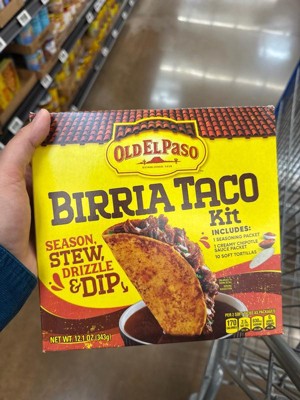 OLD EL PASO
BIRRIA TACO
Kit
INCLUDES:
1 SEASONING PACKET
1 CREAMY CHIPOTLE
SAUCE PACKET
10 SOFT TORTILLAS
SEASON,
STEW,
DRIZZLE
& DIP
NET WT. 12.1 OZ (343g)
170